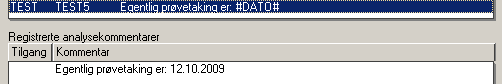 TEST TEST5 Egentlig prøvetaking er: #DATO#
Registrerte analysekommentarer
Tilgang Kommentar
Egentlig prøvetaking er: 12.10.2009